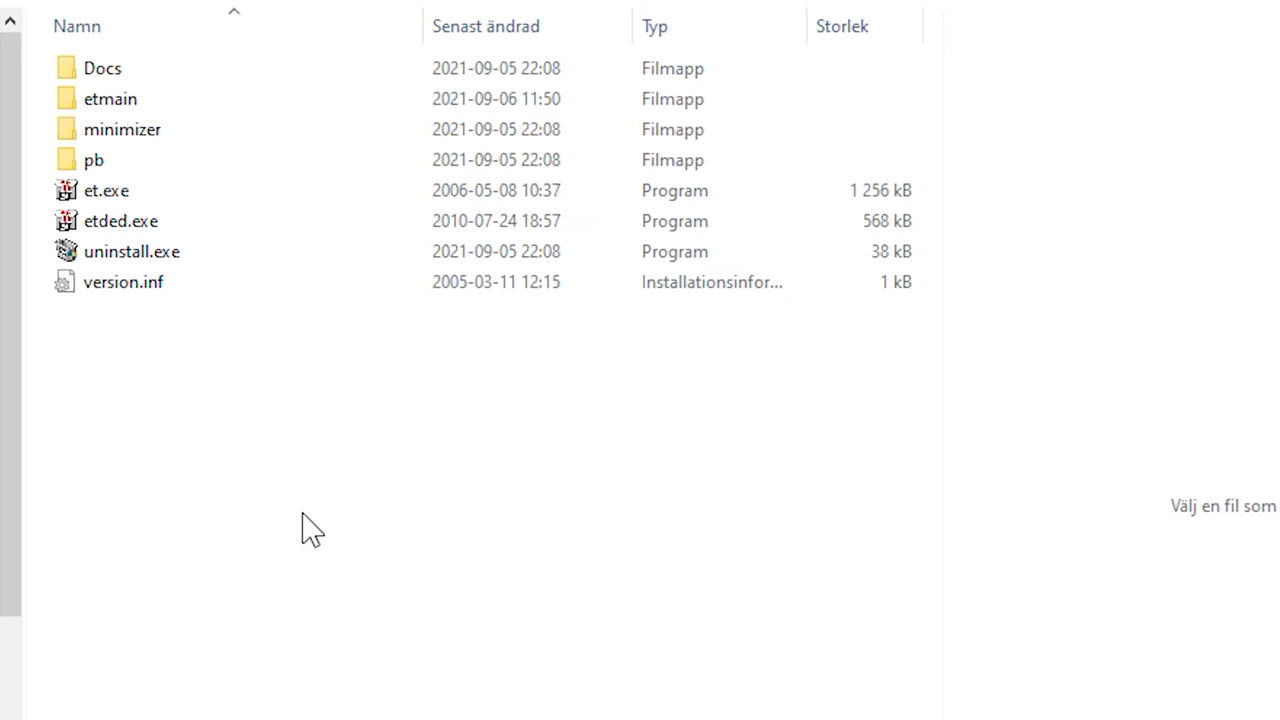 Namn Senast ändrad Typ Storlek
Docs 2021-09-05 22:08 Filmapp
etmain 2021-09-06 11:50 Filmapp
minimizer 2021-09-05 22:08 Filmapp
pb 2021-09-05 22:08 Filmapp
et.exe 2006-05-08 10:37 Program 1 256 kB
etded.exe 2010-07-24 18:57 Program 568 kB
uninstall.exe 2021-09-05 22:08 Program 38 kB
version.inf 2005-03-11 12:15 Installationsinfor... 1 kB
Välj en fil som